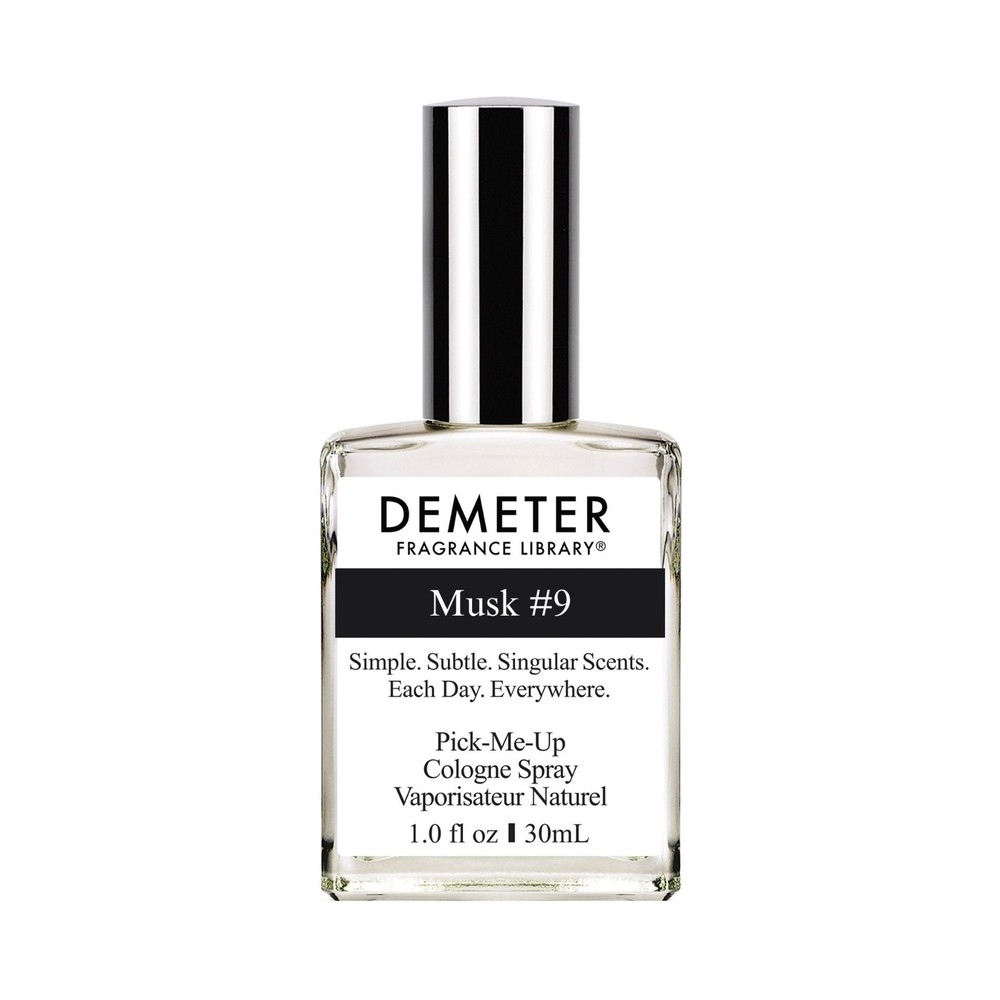 DEMETER
FRAGRANCE LIBRARY®
Musk #9
Simple. Subtle. Singular Scents.
Each Day. Everywhere.
Pick-Me-Up
Cologne Spray
Vaporisateur Naturel
1.0 fl oz ▌ 30mL